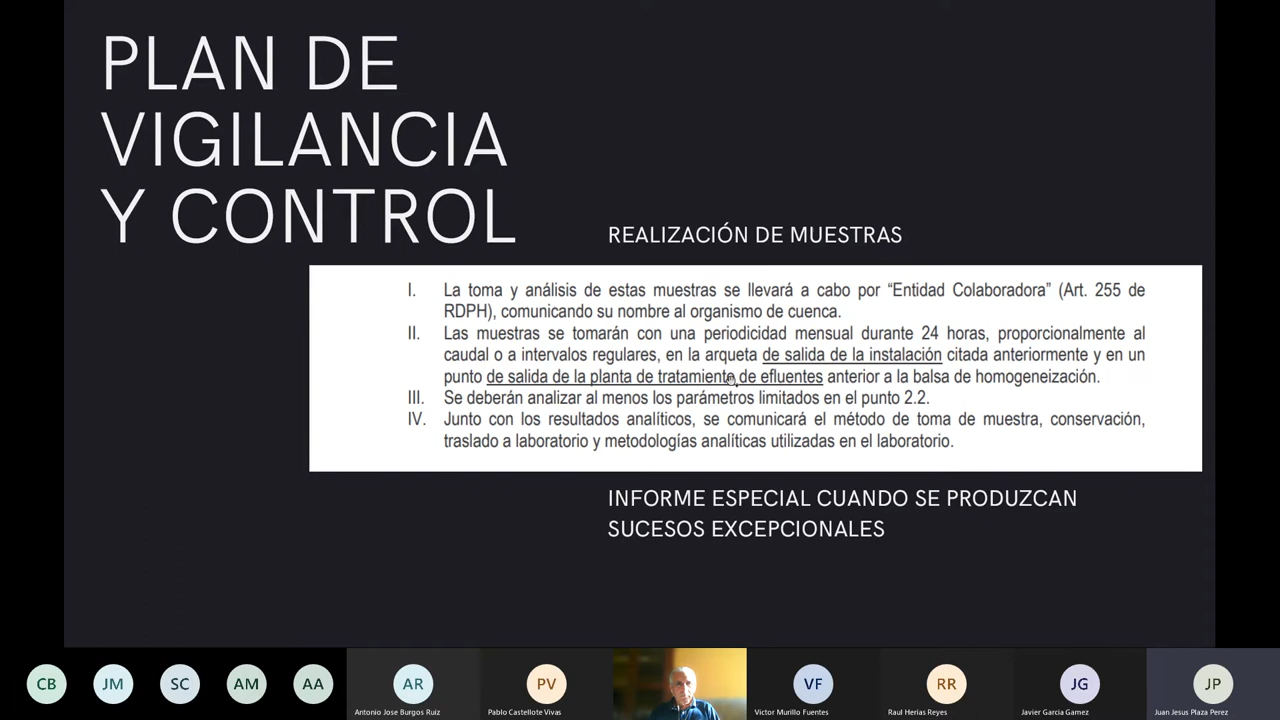 PLAN DE
VIGILANCIA
Y CONTROL
REALIZACIÓN DE MUESTRAS
I. La toma y análisis de estas muestras se llevará a cabo por “Entidad Colaboradora” (Art. 255 de
RDPH), comunicando su nombre al organismo de cuenca.
II. Las muestras se tomarán con una periodicidad mensual durante 24 horas, proporcionalmente al
caudal o a intervalos regulares, en la arqueta de salida de la instalación citada anteriormente y en un
punto de salida de la planta de tratamiento de efluentes anterior a la balsa de homogeneización.
III. Se deberán analizar al menos los parámetros limitados en el punto 2.2.
IV. Junto con los resultados analíticos, se comunicará el método de toma de muestra, conservación,
traslado a laboratorio y metodologías analíticas utilizadas en el laboratorio.
INFORME ESPECIAL CUANDO SE PRODUZCAN
SUCESOS EXCEPCIONALES
CB JM SC AM AA AR PV VF RR JG JP
Antonio Jose Burgos Ruiz Pablo Castellote Vivas Victor Murillo Fuentes Raul Herias Reyes Javier Garcia Gamez Juan Jesus Plaza Perez